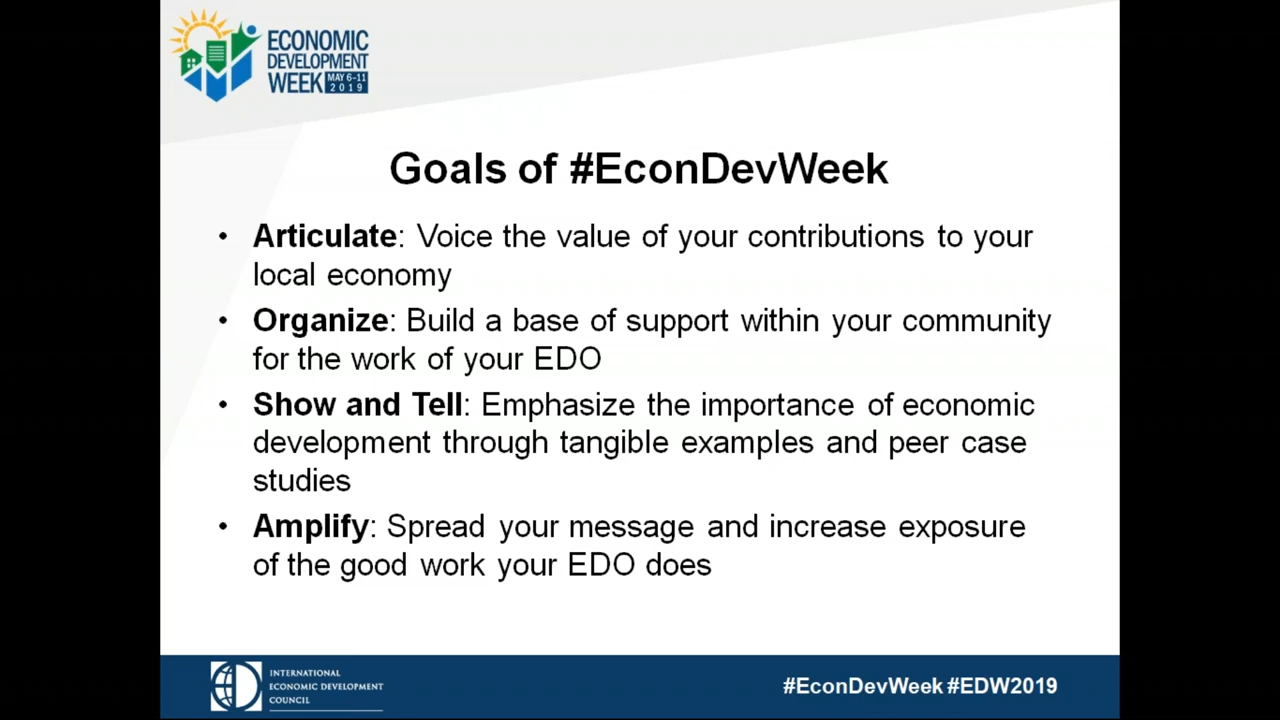 ECONOMIC
DEVELOPMENT
WEEK MAY 6-11
2019
Goals of #EconDevWeek
• Articulate: Voice the value of your contributions to your
local economy
• Organize: Build a base of support within your community
for the work of your EDO
• Show and Tell: Emphasize the importance of economic
development through tangible examples and peer case
studies
• Amplify: Spread your message and increase exposure
of the good work your EDO does
INTERNATIONAL
ECONOMIC DEVELOPMENT
COUNCIL
#EconDevWeek #EDW2019